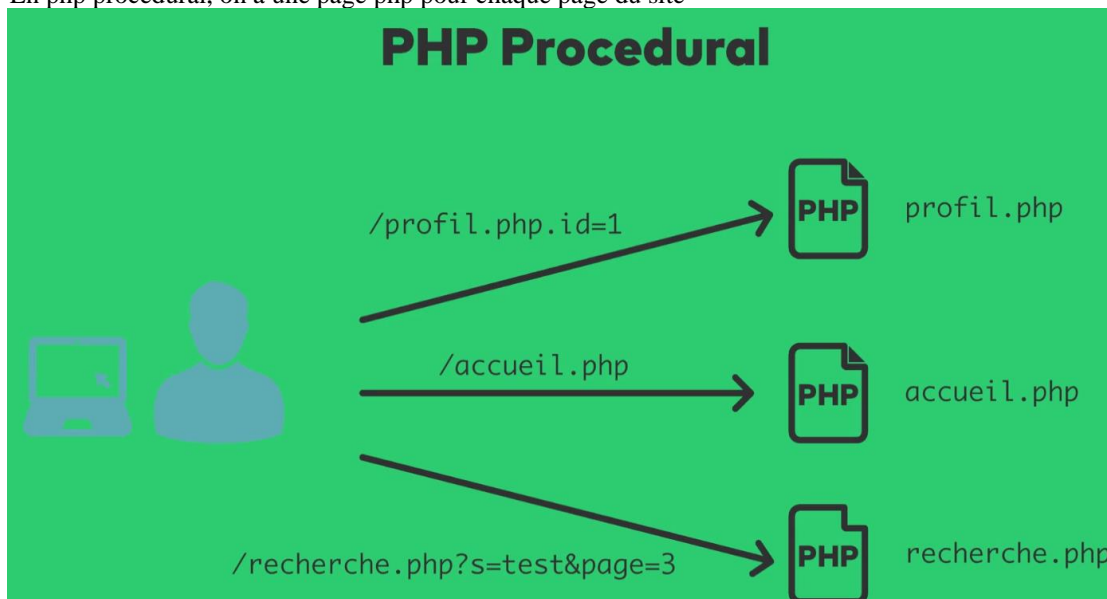 En php procedural, on a une page php pour chaque page du site
PHP Procedural
/profil.php.id=1
PHP profil.php
/accueil.php
PHP accueil.php
/recherche.php?s=test&page=3
PHP recherche.php